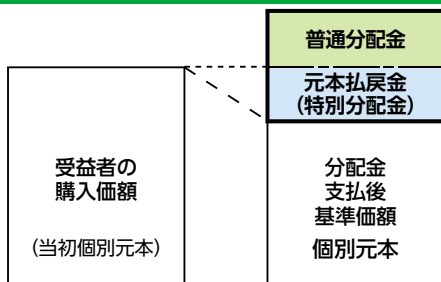 普通分配金
元本払戻金
(特別分配金)
受益者の
購入価額
(当初個別元本)
分配金
支払後
基準価額
個別元本